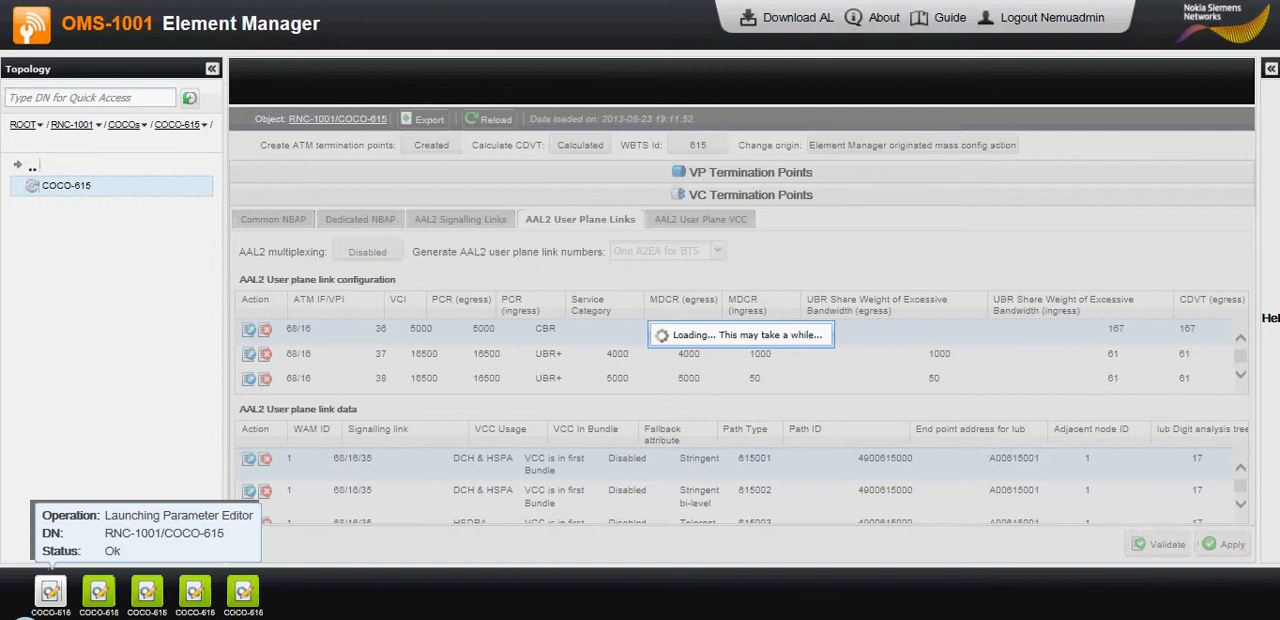 OMS-1001 Element Manager
Download AL About Guide Logout Nemuadmin
Nokia Siemens
Networks
Topology
Type DN for Quick Access
ROOT / RNC-1001 / COCOs / COCO-615 /
..
COCO-615
Object: RNC-1001/COCO-615 Export Reload Data loaded on: 2013-08-23 19:11:52
Create ATM termination points: Created Calculate CDVT: Calculated WBTS Id: 615 Change origin: Element Manager originated mass config action
VP Termination Points
VC Termination Points
Common NBAP Dedicated NBAP AAL2 Signalling Links AAL2 User Plane Links AAL2 User Plane VCC
AAL2 multiplexing: Disabled Generate AAL2 user plane link numbers: One A2EA for BTS
AAL2 User plane link configuration
Action ATM IF/VPI VCI PCR (egress) PCR (ingress) Service Category MDCR (egress) MDCR (ingress) UBR Share Weight of Excessive Bandwidth (egress) UBR Share Weight of Excessive Bandwidth (ingress) CDVT (egress)
68/16 36 5000 5000 CBR 167 167
Loading... This may take a while...
68/16 37 16500 16500 UBR+ 4000 4000 1000 1000 61 61
68/16 38 16500 16500 UBR+ 5000 5000 50 50 61 61
AAL2 User plane link data
Action WAM ID Signalling link VCC Usage VCC In Bundle Fallback attribute Path Type Path ID End point address for Iub Adjacent node ID Iub Digit analysis tree
1 68/16/35 DCH & HSPA VCC is in first Bundle Disabled Stringent 615001 4900615000 A00615001 1 17
1 68/16/35 DCH & HSPA VCC is in first Bundle Disabled Stringent bi-level 615002 4900615000 A00615001 1 17
Validate Apply
Operation: Launching Parameter Editor
DN: RNC-1001/COCO-615
Status: Ok
COCO-616 COCO-616 COCO-616 COCO-616 COCO-616